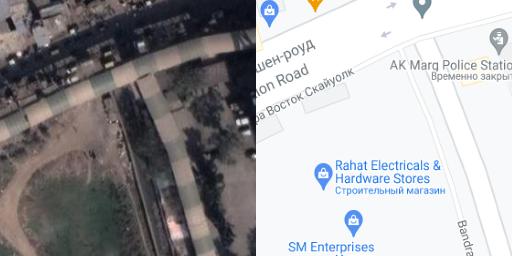 шен-роуд
ion Road
ра Восток Скайуолк
AK Marg Police Statio
Временно закрыт
Rahat Electricals &
Hardware Stores
Строительный магазин
SM Enterprises
Bandra